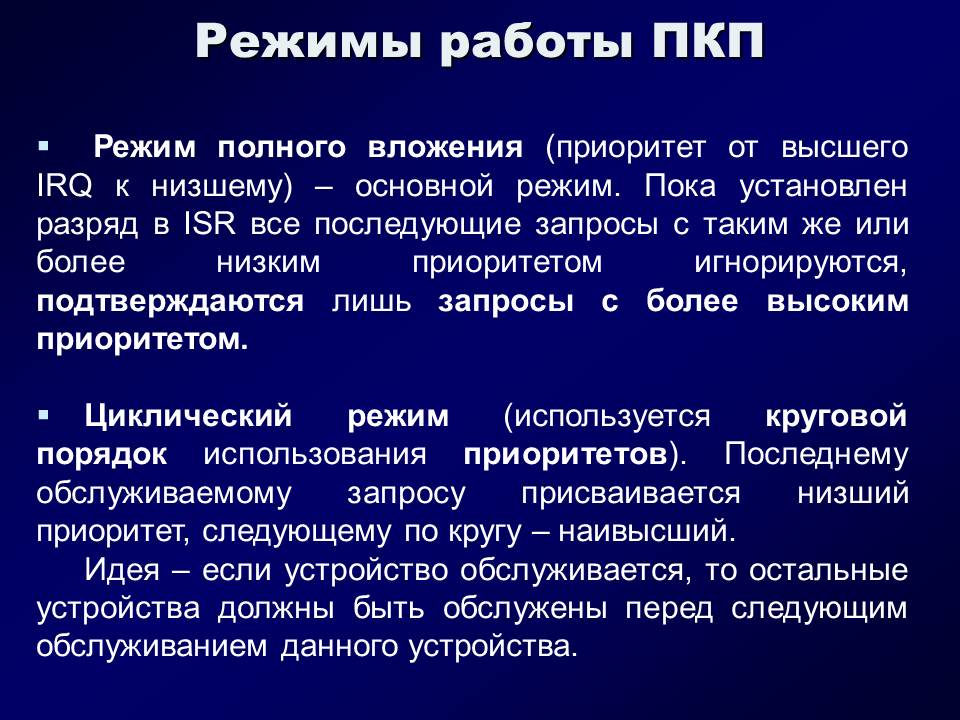 Режимы работы ПКП
▪ Режим полного вложения (приоритет от высшего
IRQ к низшему) – основной режим. Пока установлен
разряд в ISR все последующие запросы с таким же или
более низким приоритетом игнорируются,
подтверждаются лишь запросы с более высоким
приоритетом.
▪ Циклический режим (используется круговой
порядок использования приоритетов). Последнему
обслуживаемому запросу присваивается низший
приоритет, следующему по кругу – наивысший.
Идея – если устройство обслуживается, то остальные
устройства должны быть обслужены перед следующим
обслуживанием данного устройства.